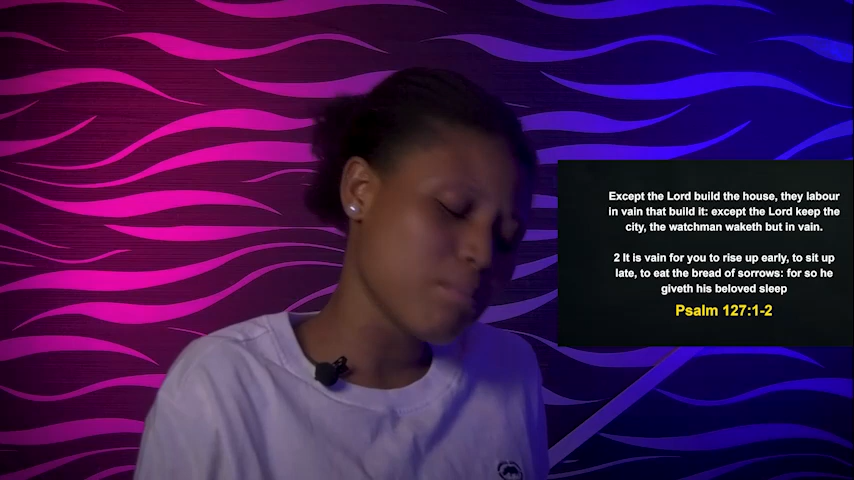 Except the Lord build the house, they labour
in vain that build it: except the Lord keep the
city, the watchman waketh but in vain.
2 It is vain for you to rise up early, to sit up
late, to eat the bread of sorrows: for so he
giveth his beloved sleep
Psalm 127:1-2